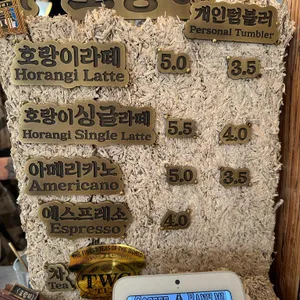 개인텀블러
Personal Tumbler
호랑이라떼
Horangi Latte
5.0
3.5
호랑이싱글라떼
Horangi Single Latte
5.5
4.0
아메리카노
Americano
5.0
3.5
에스프레소
Espresso
4.0
Tea
TW